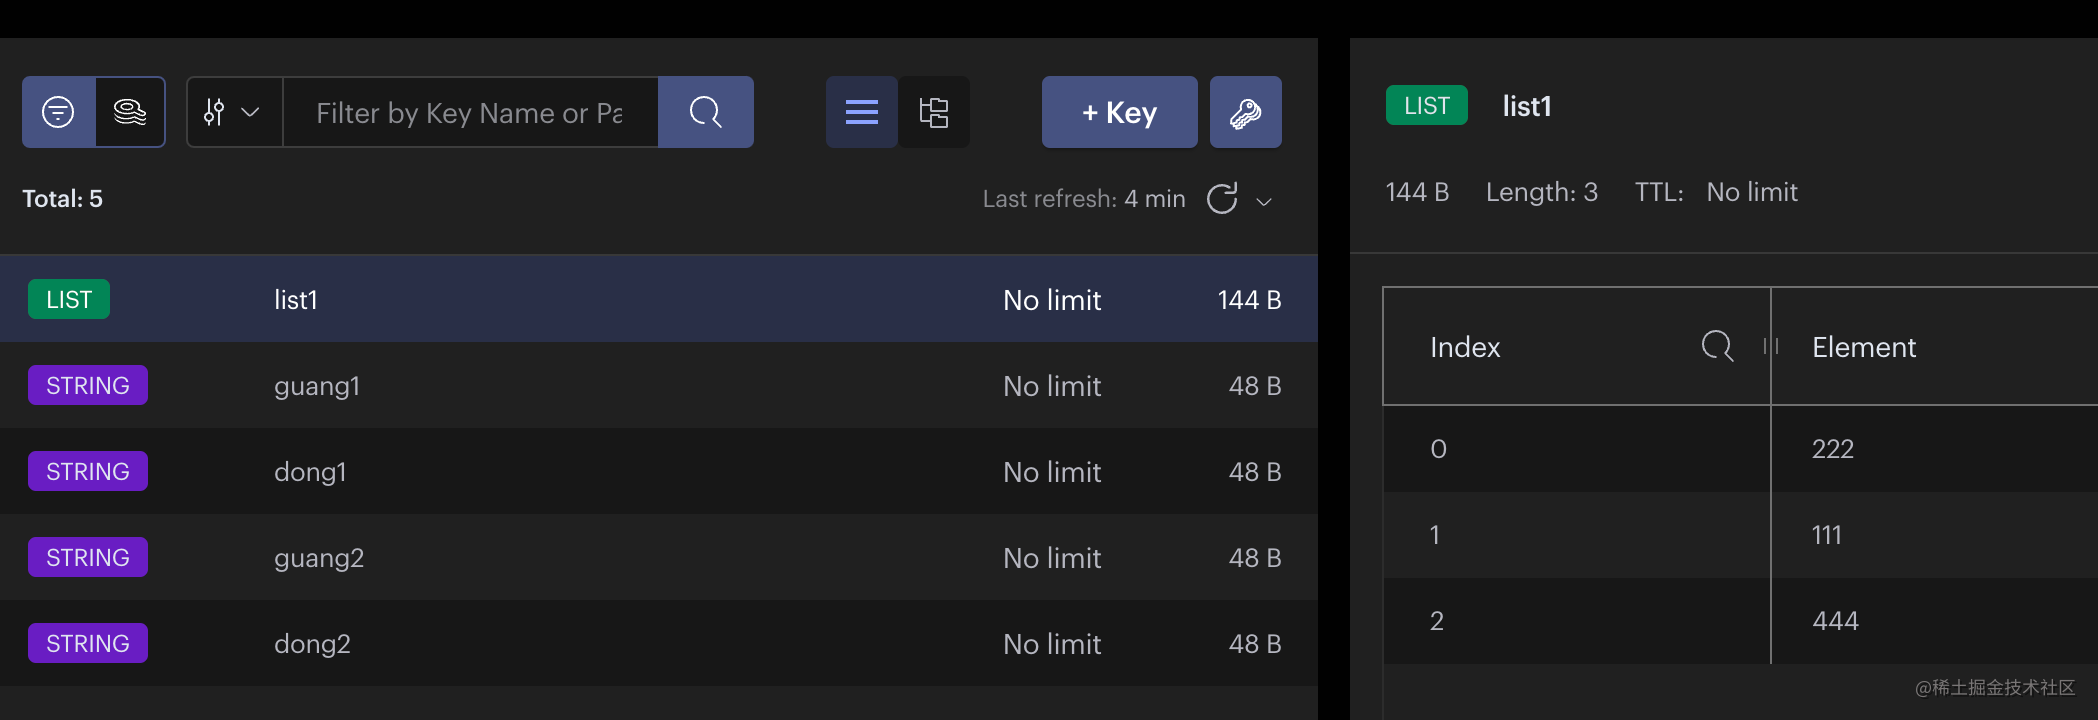 Filter by Key Name or Pa
+ Key
Total: 5
Last refresh: 4 min
LIST list1 No limit 144 B
STRING guang1 No limit 48 B
STRING dong1 No limit 48 B
STRING guang2 No limit 48 B
STRING dong2 No limit 48 B
LIST list1
144 B Length: 3 TTL: No limit
Index Element
0 222
1 111
2 444
@稀土掘金技术社区